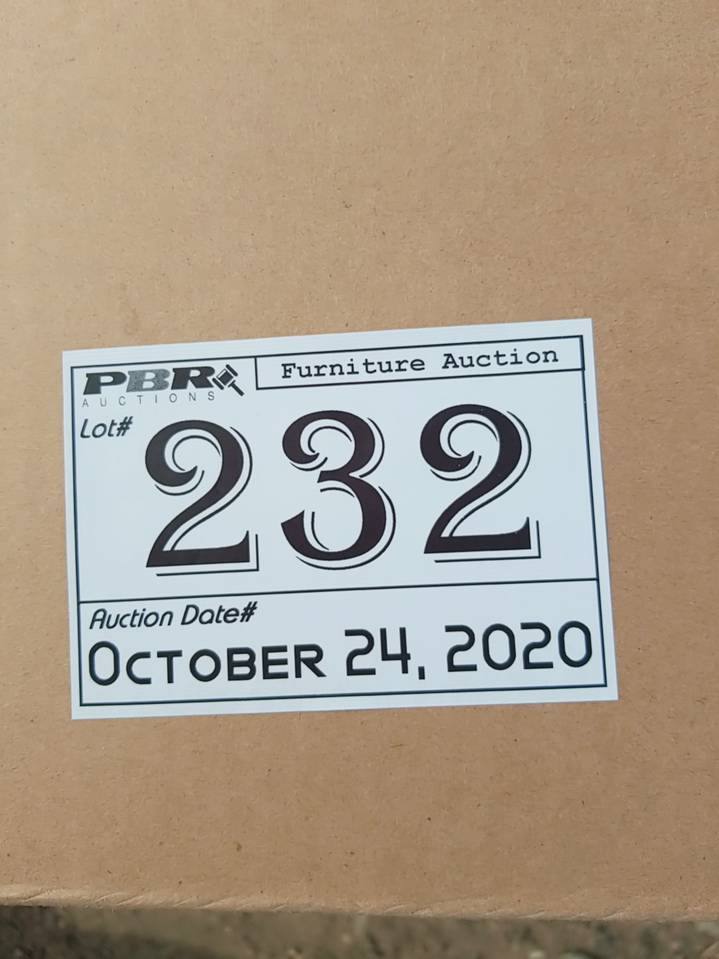 PBR
AUCTIONS
Furniture Auction
Lot#
232
Auction Date#
OCTOBER 24, 2020